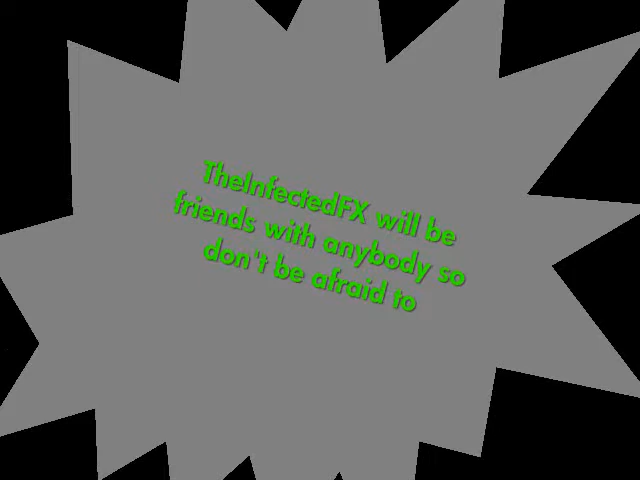 TheInfectedFX will be
friends with anybody so
don't be afraid to